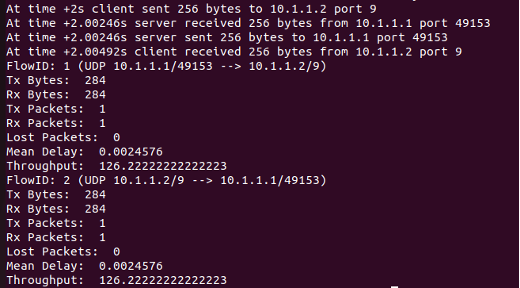 At time +2s client sent 256 bytes to 10.1.1.2 port 9
At time +2.00246s server received 256 bytes from 10.1.1.1 port 49153
At time +2.00246s server sent 256 bytes to 10.1.1.1 port 49153
At time +2.00492s client received 256 bytes from 10.1.1.2 port 9
FlowID: 1 (UDP 10.1.1.1/49153 --> 10.1.1.2/9)
Tx Bytes: 284
Rx Bytes: 284
Tx Packets: 1
Rx Packets: 1
Lost Packets: 0
Mean Delay: 0.0024576
Throughput: 126.22222222222223
FlowID: 2 (UDP 10.1.1.2/9 --> 10.1.1.1/49153)
Tx Bytes: 284
Rx Bytes: 284
Tx Packets: 1
Rx Packets: 1
Lost Packets: 0
Mean Delay: 0.0024576
Throughput: 126.22222222222223